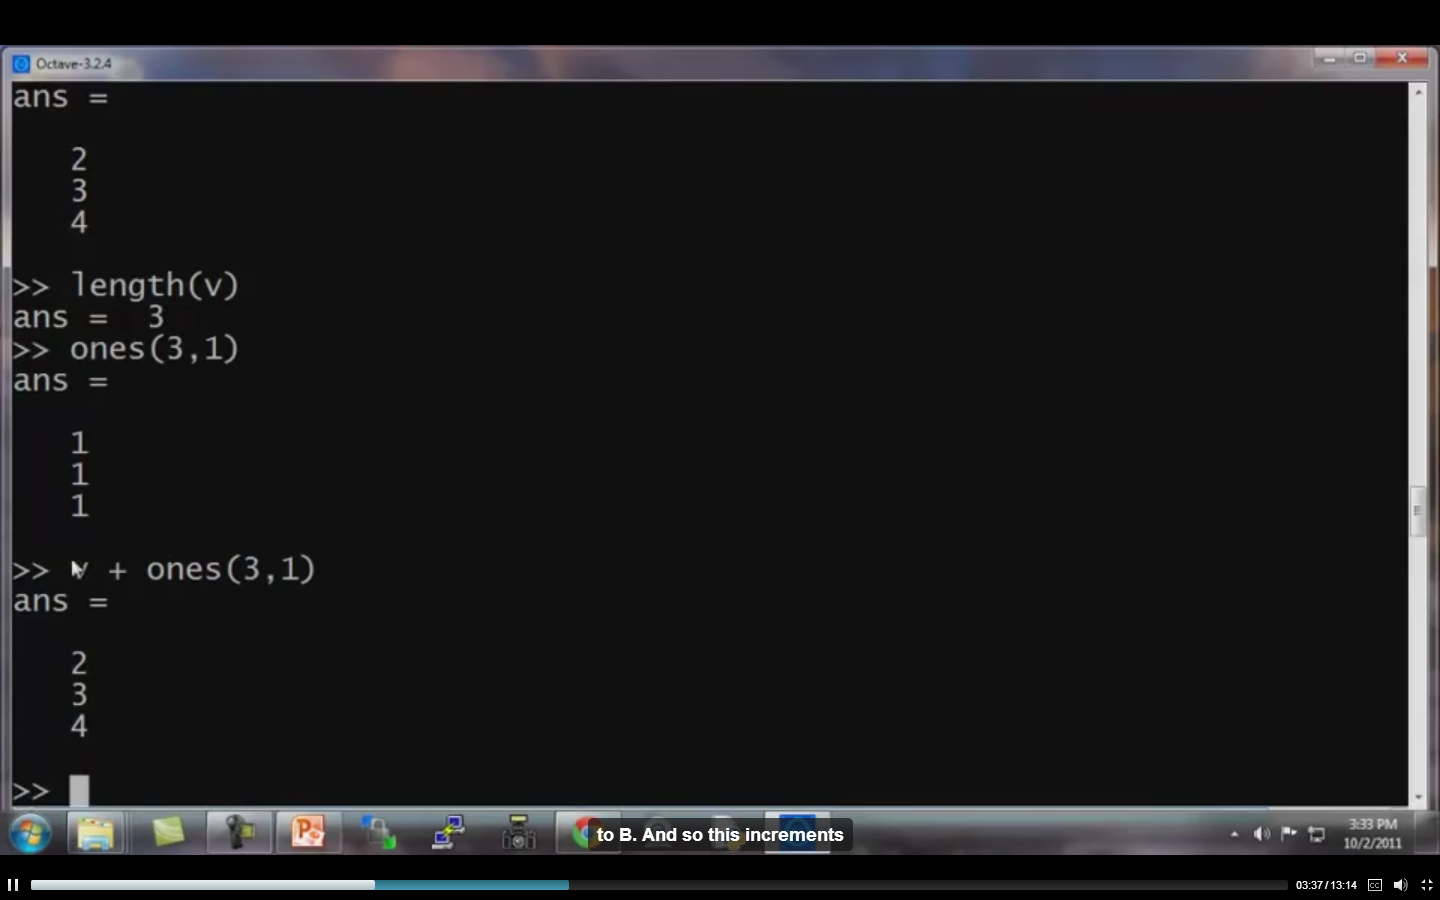 Octave-3.2.4
ans =
2
3
4
>> length(v)
ans = 3
>> ones(3,1)
ans =
1
1
1
>> v + ones(3,1)
ans =
2
3
4
>>
to B. And so this increments
3:33 PM
10/2/2011
03:37 / 13:14
CC